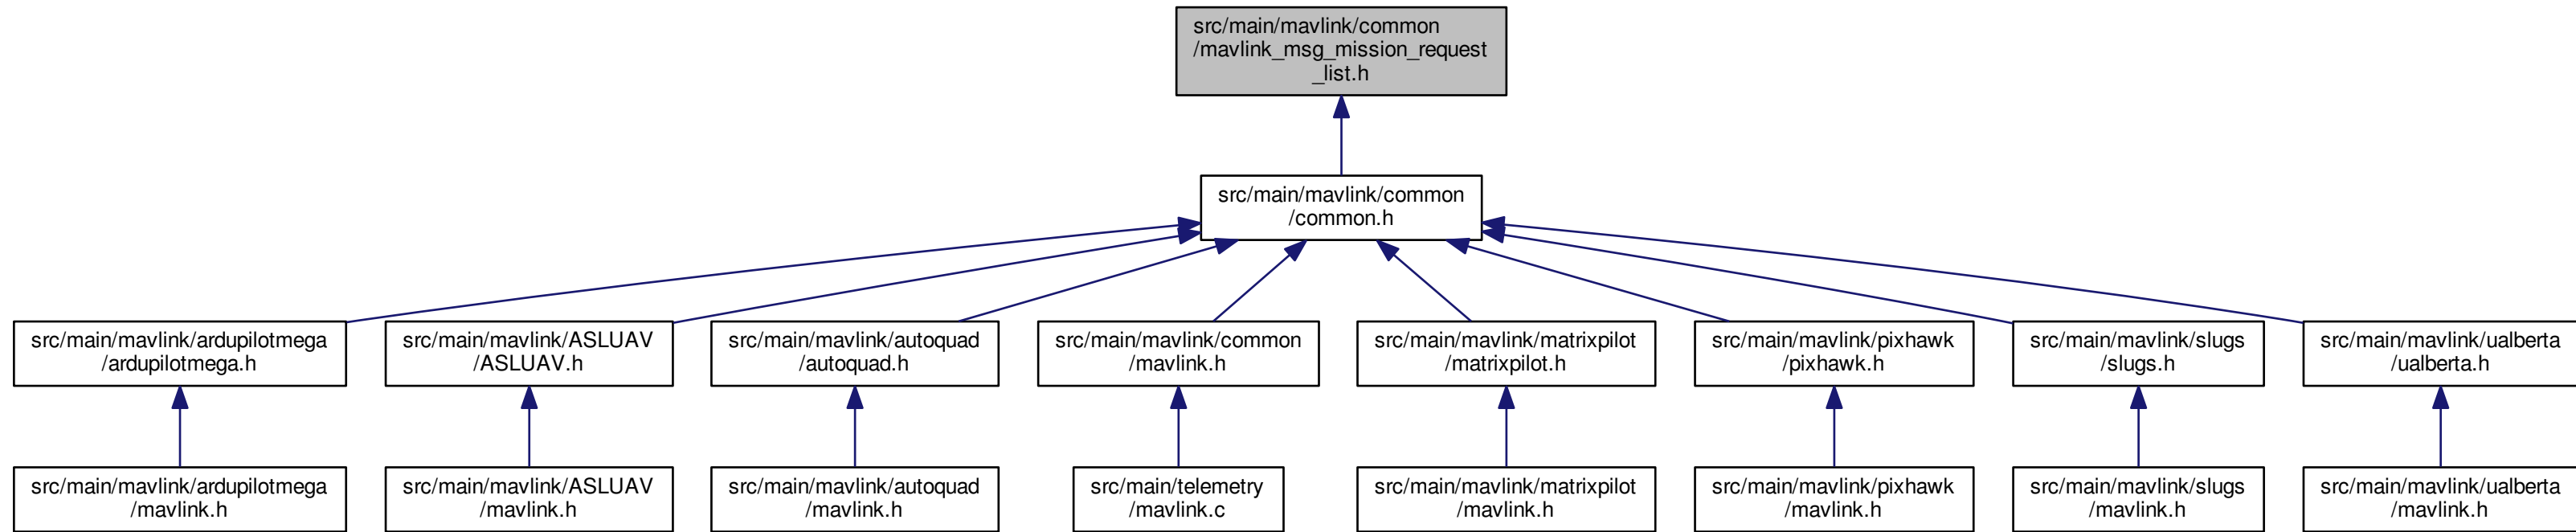 src/main/mavlink/common
/mavlink_msg_mission_request
_list.h
src/main/mavlink/common
/common.h
src/main/mavlink/ardupilotmega
/ardupilotmega.h
src/main/mavlink/ASLUAV
/ASLUAV.h
src/main/mavlink/autoquad
/autoquad.h
src/main/mavlink/common
/mavlink.h
src/main/mavlink/matrixpilot
/matrixpilot.h
src/main/mavlink/pixhawk
/pixhawk.h
src/main/mavlink/slugs
/slugs.h
src/main/mavlink/ualberta
/ualberta.h
src/main/mavlink/ardupilotmega
/mavlink.h
src/main/mavlink/ASLUAV
/mavlink.h
src/main/mavlink/autoquad
/mavlink.h
src/main/telemetry
/mavlink.c
src/main/mavlink/matrixpilot
/mavlink.h
src/main/mavlink/pixhawk
/mavlink.h
src/main/mavlink/slugs
/mavlink.h
src/main/mavlink/ualberta
/mavlink.h